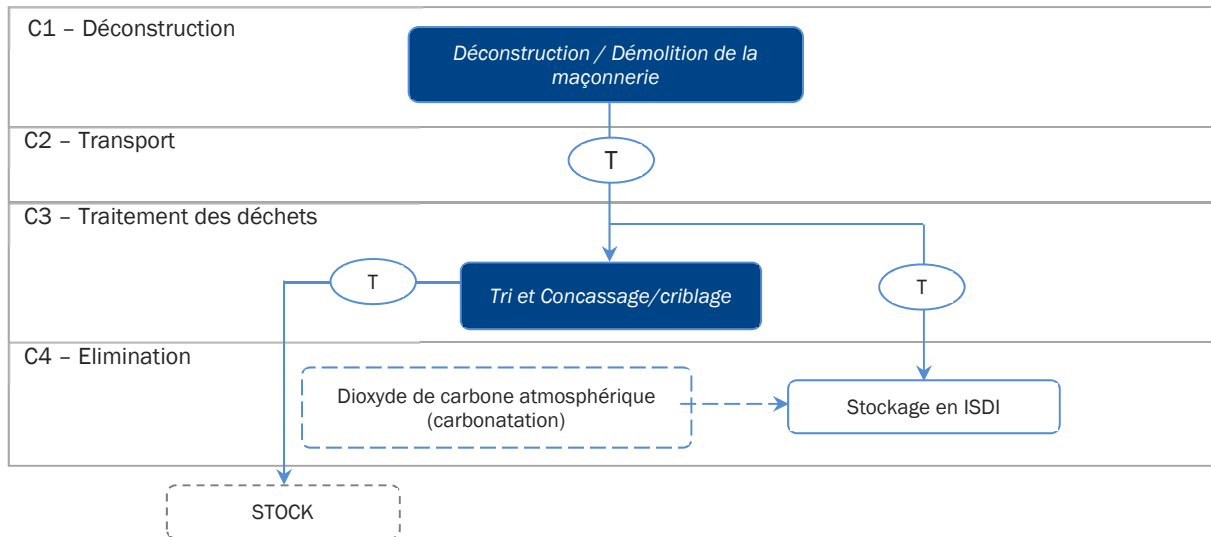 C1 – Déconstruction
Déconstruction / Démolition de la
maçonnerie
C2 – Transport
T
C3 – Traitement des déchets
T
Tri et Concassage/criblage
T
C4 – Elimination
Dioxyde de carbone atmosphérique
(carbonatation)
Stockage en ISDI
STOCK